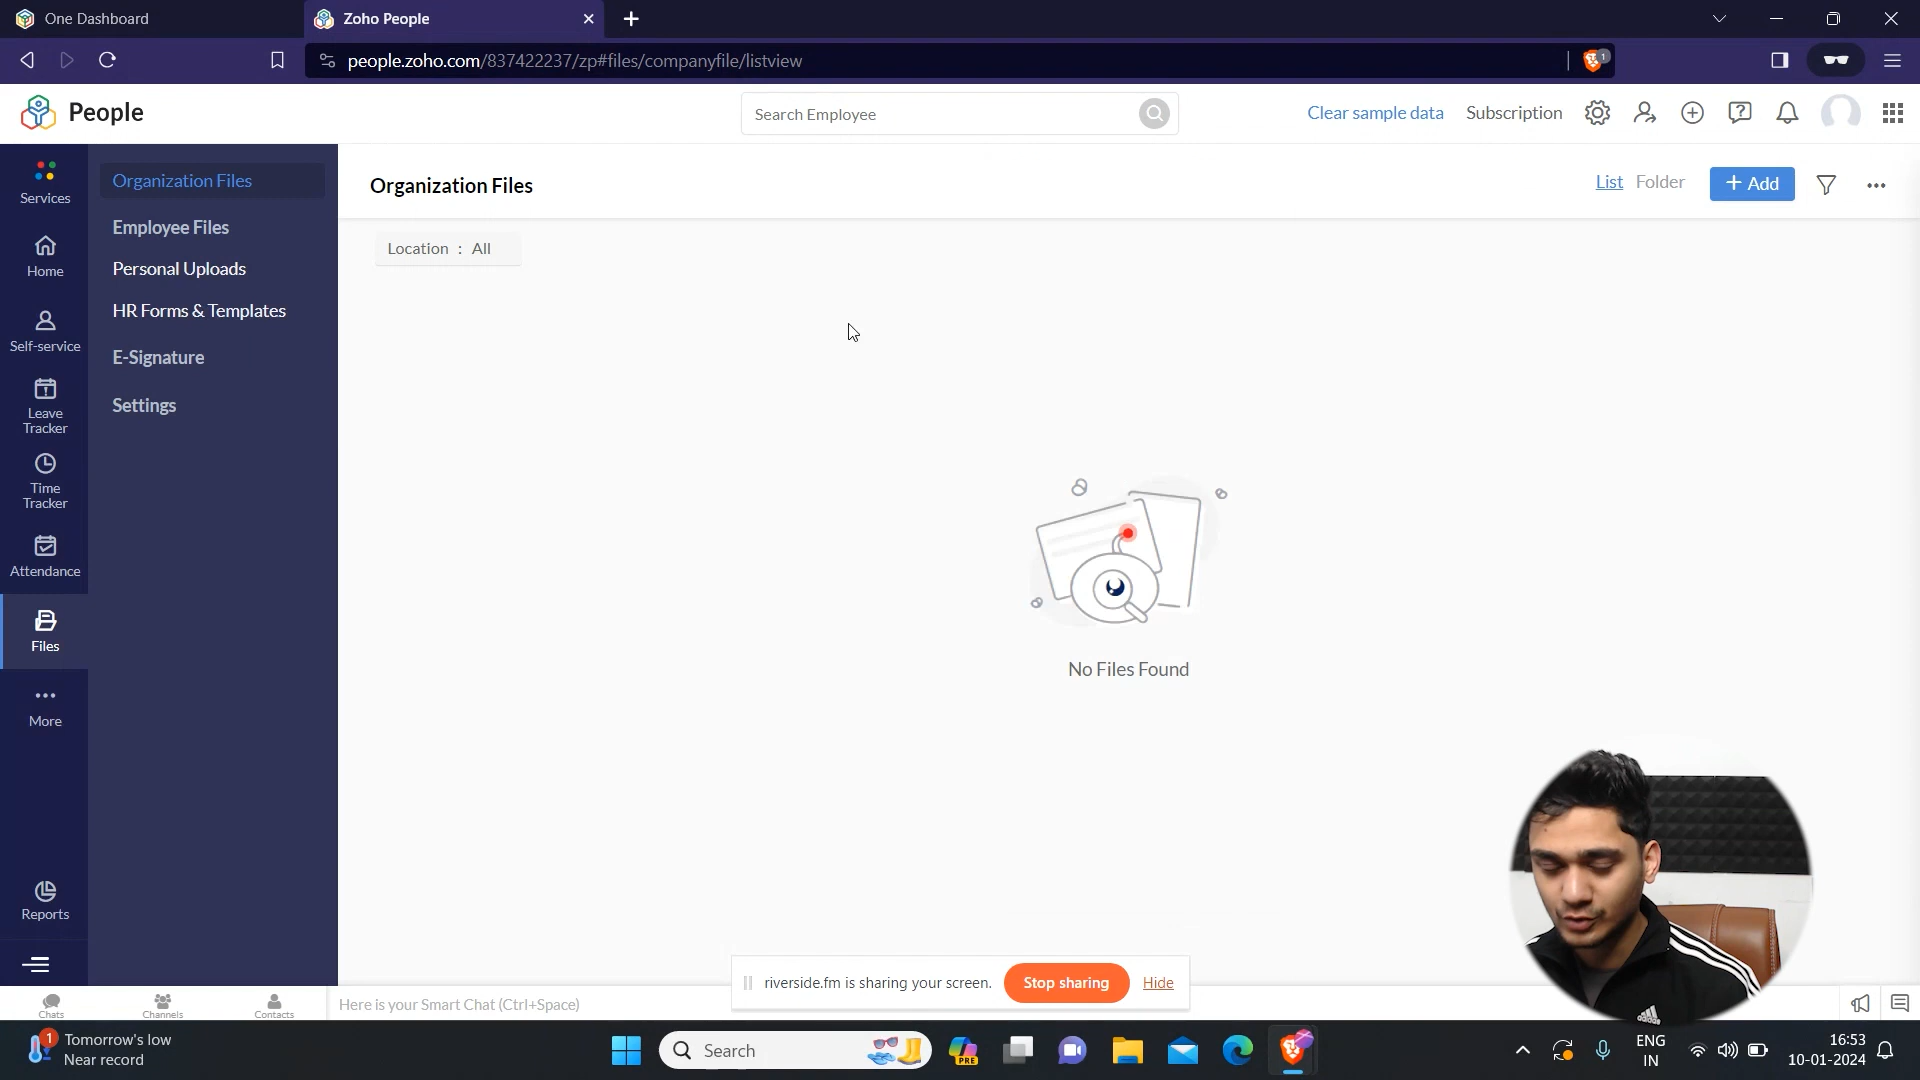 One Dashboard
Zoho People
people.zoho.com/837422237/zp#files/companyfile/listview
1
People
Search Employee
Clear sample data
Subscription
Services
Home
Self-service
Leave
Tracker
Time
Tracker
Attendance
Files
More
Reports
Organization Files
Employee Files
Personal Uploads
HR Forms & Templates
E-Signature
Settings
Organization Files
List
Folder
+ Add
Location : All
No Files Found
riverside.fm is sharing your screen.
Stop sharing
Hide
Chats
Channels
Contacts
Here is your Smart Chat (Ctrl+Space)
1
Tomorrow's low
Near record
Search
PRE
ENG
IN
16:53
10-01-2024